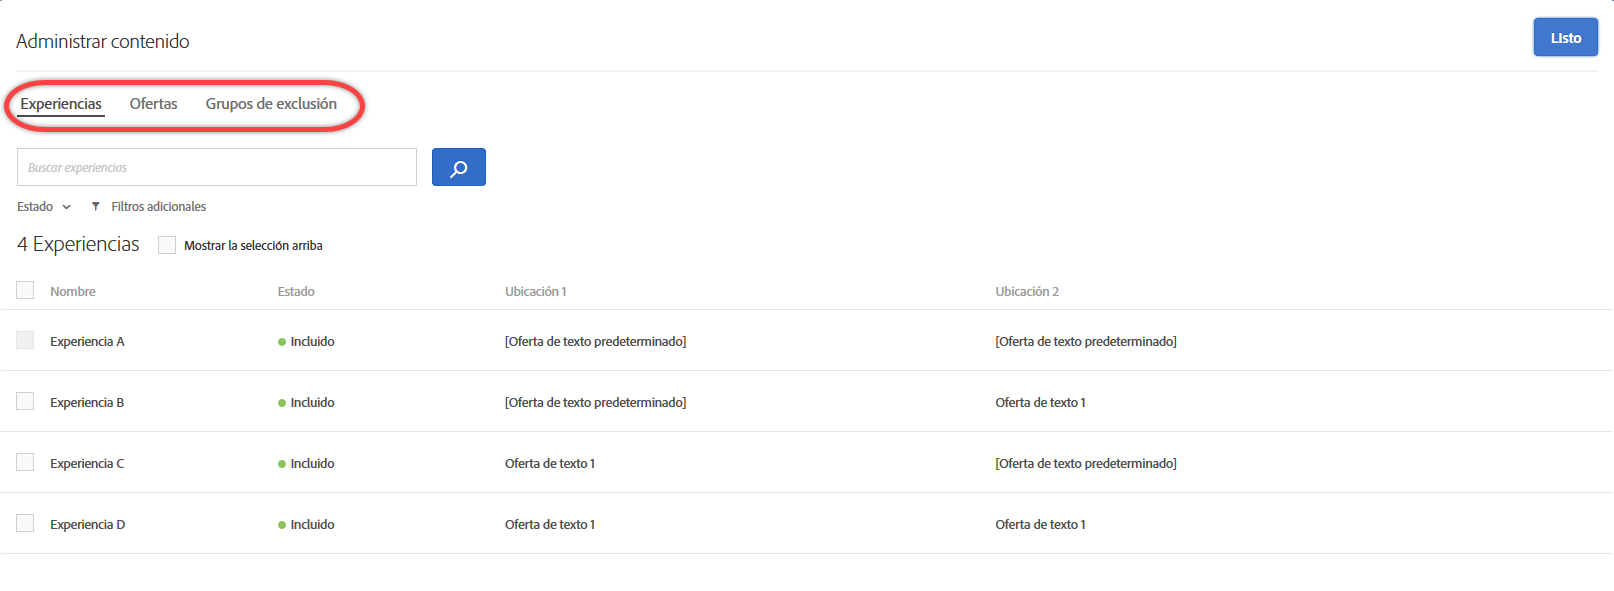 Administrar contenido
Listo
Experiencias Ofertas Grupos de exclusión
Buscar experiencias
Estado Filtros adicionales
4 Experiencias Mostrar la selección arriba
Nombre Estado Ubicación 1 Ubicación 2
Experiencia A Incluido [Oferta de texto predeterminado] [Oferta de texto predeterminado]
Experiencia B Incluido [Oferta de texto predeterminado] Oferta de texto 1
Experiencia C Incluido Oferta de texto 1 [Oferta de texto predeterminado]
Experiencia D Incluido Oferta de texto 1 Oferta de texto 1